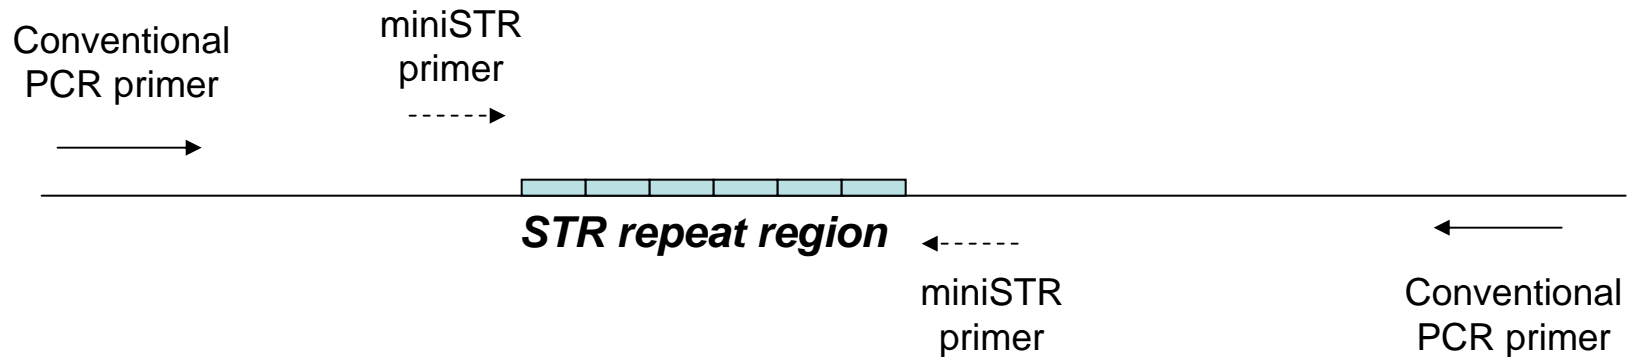 Conventional
PCR primer
miniSTR
primer
STR repeat region
miniSTR
primer
Conventional
PCR primer